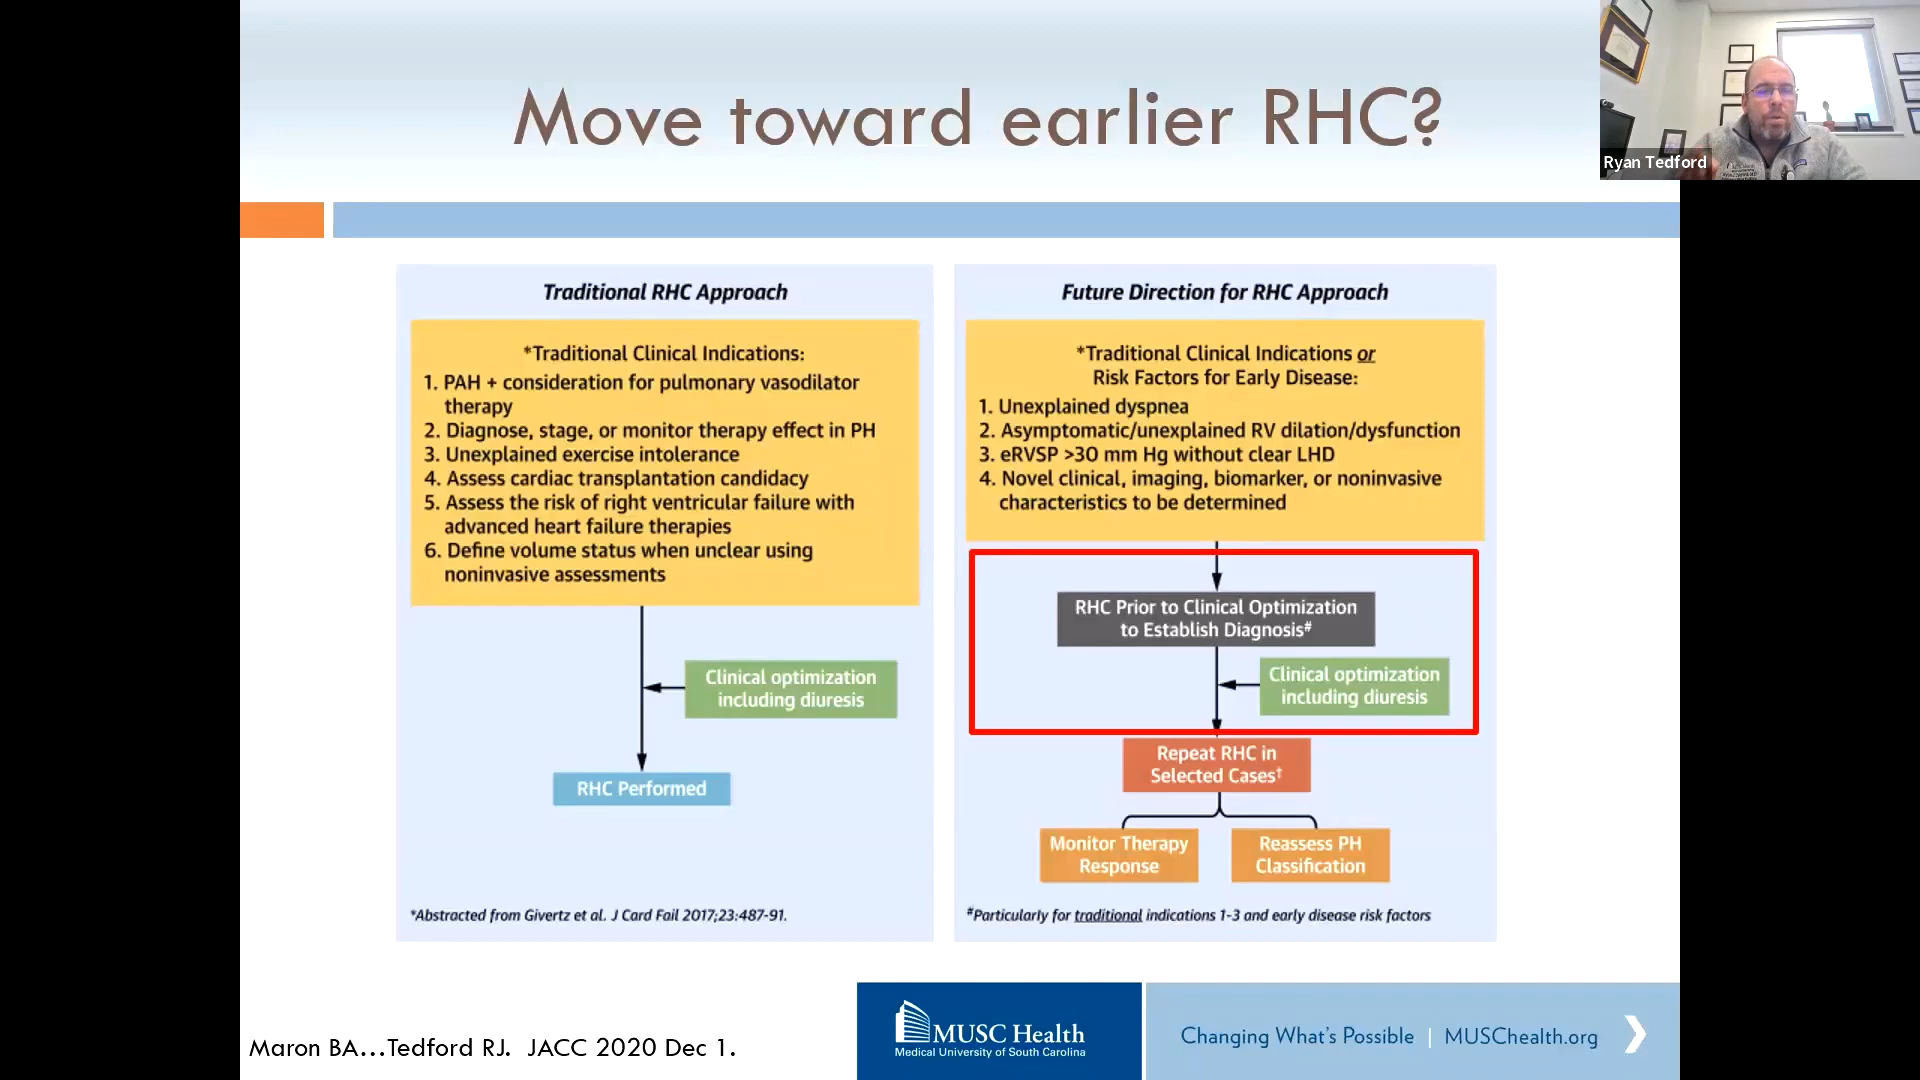 Move toward earlier RHC?
Ryan Tedford
Traditional RHC Approach
*Traditional Clinical Indications:
1. PAH + consideration for pulmonary vasodilator
therapy
2. Diagnose, stage, or monitor therapy effect in PH
3. Unexplained exercise intolerance
4. Assess cardiac transplantation candidacy
5. Assess the risk of right ventricular failure with
advanced heart failure therapies
6. Define volume status when unclear using
noninvasive assessments
Clinical optimization
including diuresis
RHC Performed
*Abstracted from Givertz et al. J Card Fail 2017;23:487-91.
Future Direction for RHC Approach
*Traditional Clinical Indications or
Risk Factors for Early Disease:
1. Unexplained dyspnea
2. Asymptomatic/unexplained RV dilation/dysfunction
3. eRVSP >30 mm Hg without clear LHD
4. Novel clinical, imaging, biomarker, or noninvasive
characteristics to be determined
RHC Prior to Clinical Optimization
to Establish Diagnosis#
Clinical optimization
including diuresis
Repeat RHC in
Selected Cases†
Monitor Therapy
Response
Reassess PH
Classification
#Particularly for traditional indications 1-3 and early disease risk factors
Maron BA...Tedford RJ. JACC 2020 Dec 1.
MUSC Health
Medical University of South Carolina
Changing What's Possible | MUSChealth.org